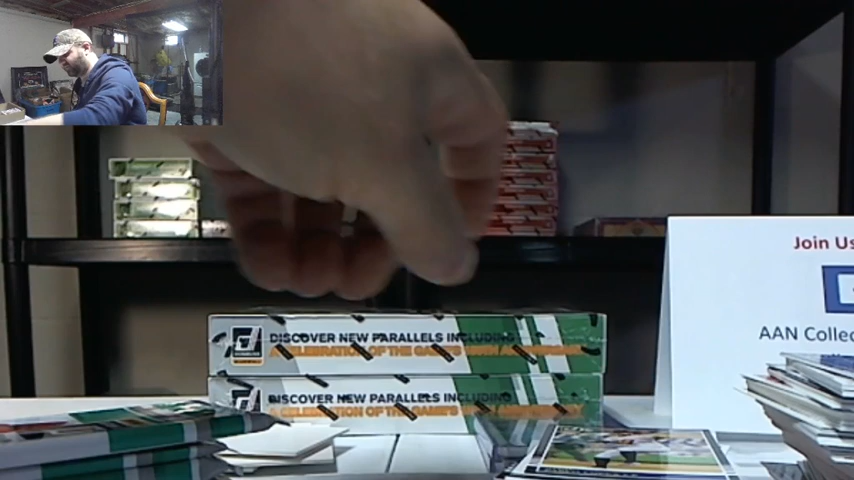 Join Us
AAN Collec
DISCOVER NEW PARALLELS INCLUDING
A CELEBRATION OF THE GAME'S
DISCOVER NEW PARALLELS INCLUDING
A CELEBRATION OF THE GAME'S